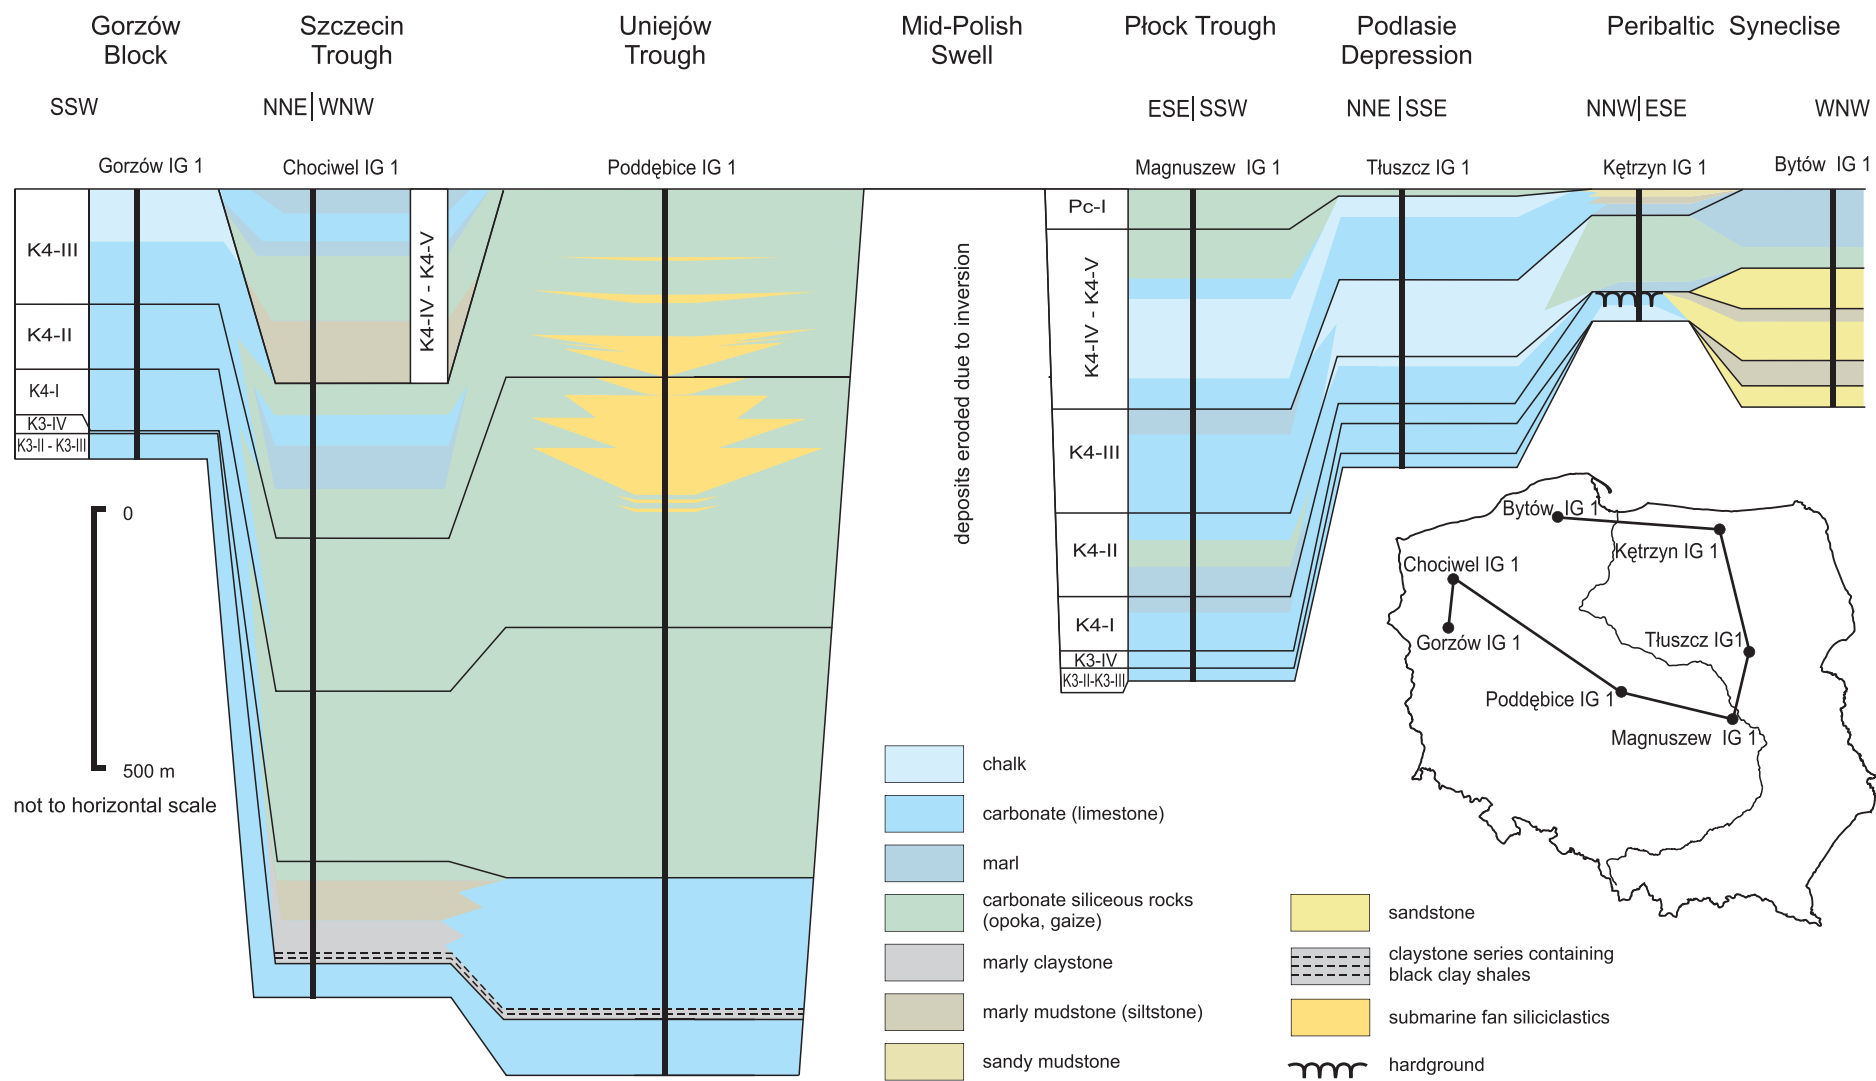 Gorzów
Block
Szczecin
Trough
Uniejów
Trough
Mid-Polish
Swell
Płock Trough
Podlasie
Depression
Peribaltic Syneclise
SSW
NNE | WNW
ESE | SSW
NNE | SSE
NNW | ESE
WNW
Gorzów IG 1
Chociwel IG 1
Poddębice IG 1
Magnuszew IG 1
Tłuszcz IG 1
Kętrzyn IG 1
Bytów IG 1
K4-III
K4-II
K4-I
K3-IV
K3-II - K3-III
K4-IV - K4-V
deposits eroded due to inversion
Pc-I
K4-IV - K4-V
K4-III
K4-II
K4-I
K3-IV
K3-II-K3-III
0
500 m
not to horizontal scale
Bytów IG 1
Kętrzyn IG 1
Chociwel IG 1
Gorzów IG 1
Tłuszcz IG1
Poddębice IG 1
Magnuszew IG 1
chalk
carbonate (limestone)
marl
carbonate siliceous rocks
(opoka, gaize)
marly claystone
marly mudstone (siltstone)
sandy mudstone
sandstone
claystone series containing
black clay shales
submarine fan siliciclastics
hardground